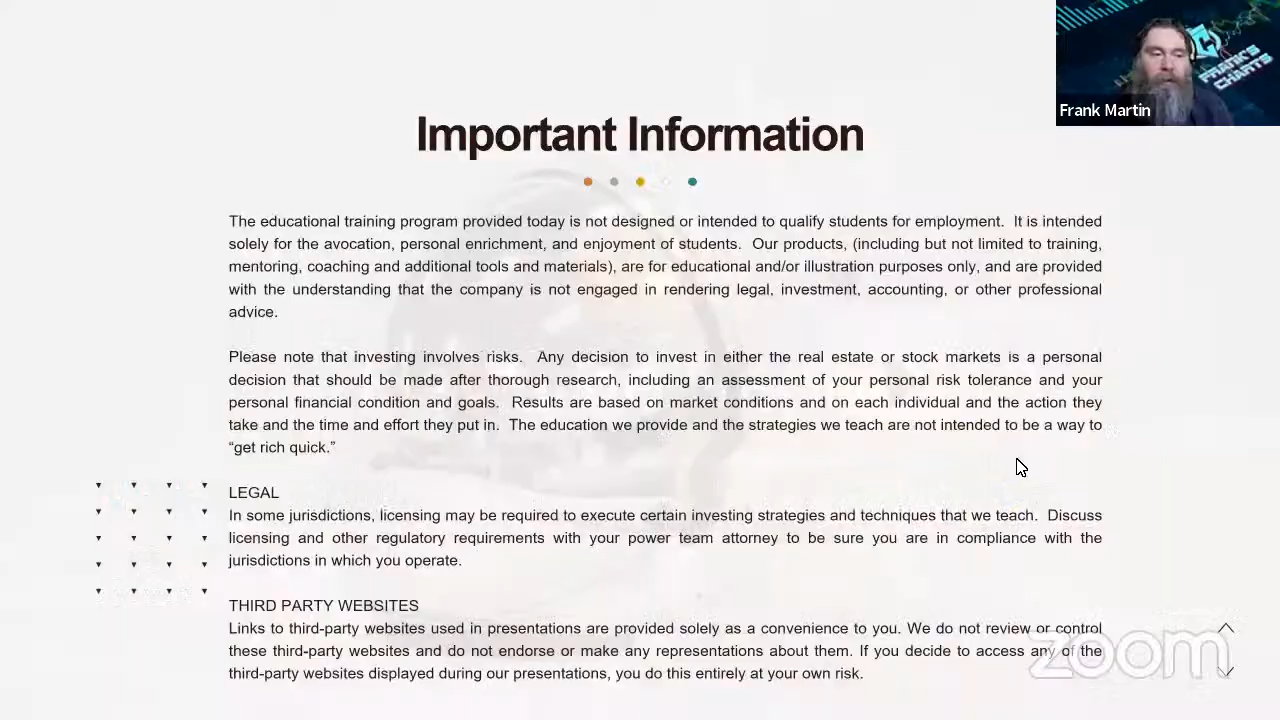 FRANK'S
CHARTS
Frank Martin
Important Information
The educational training program provided today is not designed or intended to qualify students for employment.  It is intended
solely for the avocation, personal enrichment, and enjoyment of students.  Our products, (including but not limited to training,
mentoring, coaching and additional tools and materials), are for educational and/or illustration purposes only, and are provided
with the understanding that the company is not engaged in rendering legal, investment, accounting, or other professional
advice.
Please note that investing involves risks.  Any decision to invest in either the real estate or stock markets is a personal
decision that should be made after thorough research, including an assessment of your personal risk tolerance and your
personal financial condition and goals.  Results are based on market conditions and on each individual and the action they
take and the time and effort they put in.  The education we provide and the strategies we teach are not intended to be a way to
“get rich quick.”
LEGAL
In some jurisdictions, licensing may be required to execute certain investing strategies and techniques that we teach.  Discuss
licensing and other regulatory requirements with your power team attorney to be sure you are in compliance with the
jurisdictions in which you operate.
THIRD PARTY WEBSITES
Links to third-party websites used in presentations are provided solely as a convenience to you. We do not review or control
these third-party websites and do not endorse or make any representations about them. If you decide to access any of the
third-party websites displayed during our presentations, you do this entirely at your own risk.
zoom